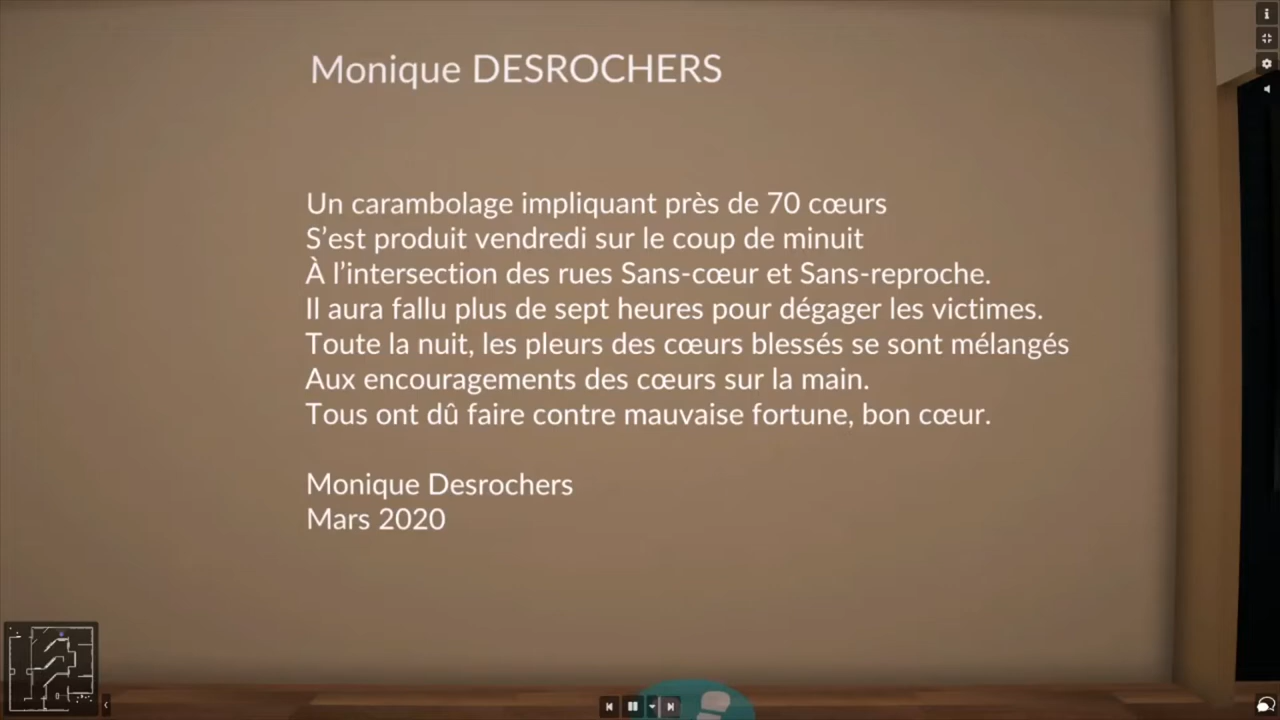 Monique DESROCHERS
Un carambolage impliquant près de 70 cœurs
S’est produit vendredi sur le coup de minuit
À l’intersection des rues Sans-cœur et Sans-reproche.
Il aura fallu plus de sept heures pour dégager les victimes.
Toute la nuit, les pleurs des cœurs blessés se sont mélangés
Aux encouragements des cœurs sur la main.
Tous ont dû faire contre mauvaise fortune, bon cœur.
Monique Desrochers
Mars 2020